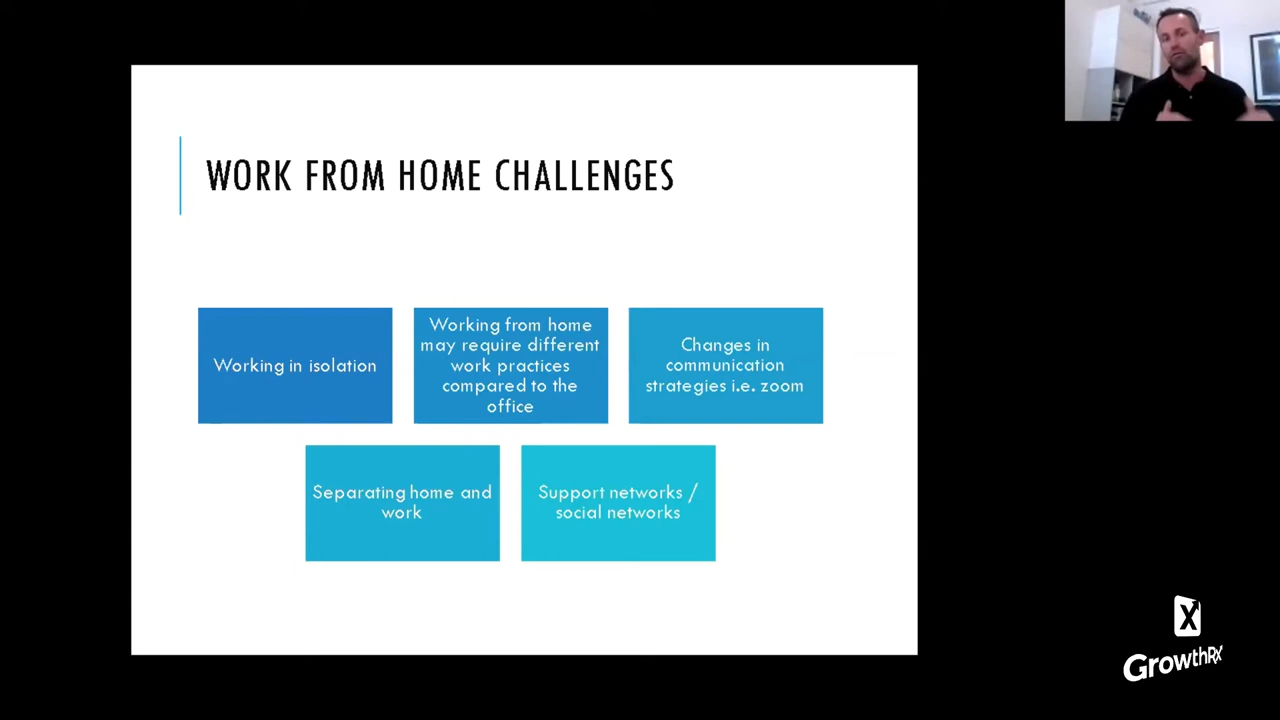 WORK FROM HOME CHALLENGES
Working in isolation
Working from home
may require different
work practices
compared to the
office
Changes in
communication
strategies i.e. zoom
Separating home and
work
Support networks /
social networks
X
GrowthRX